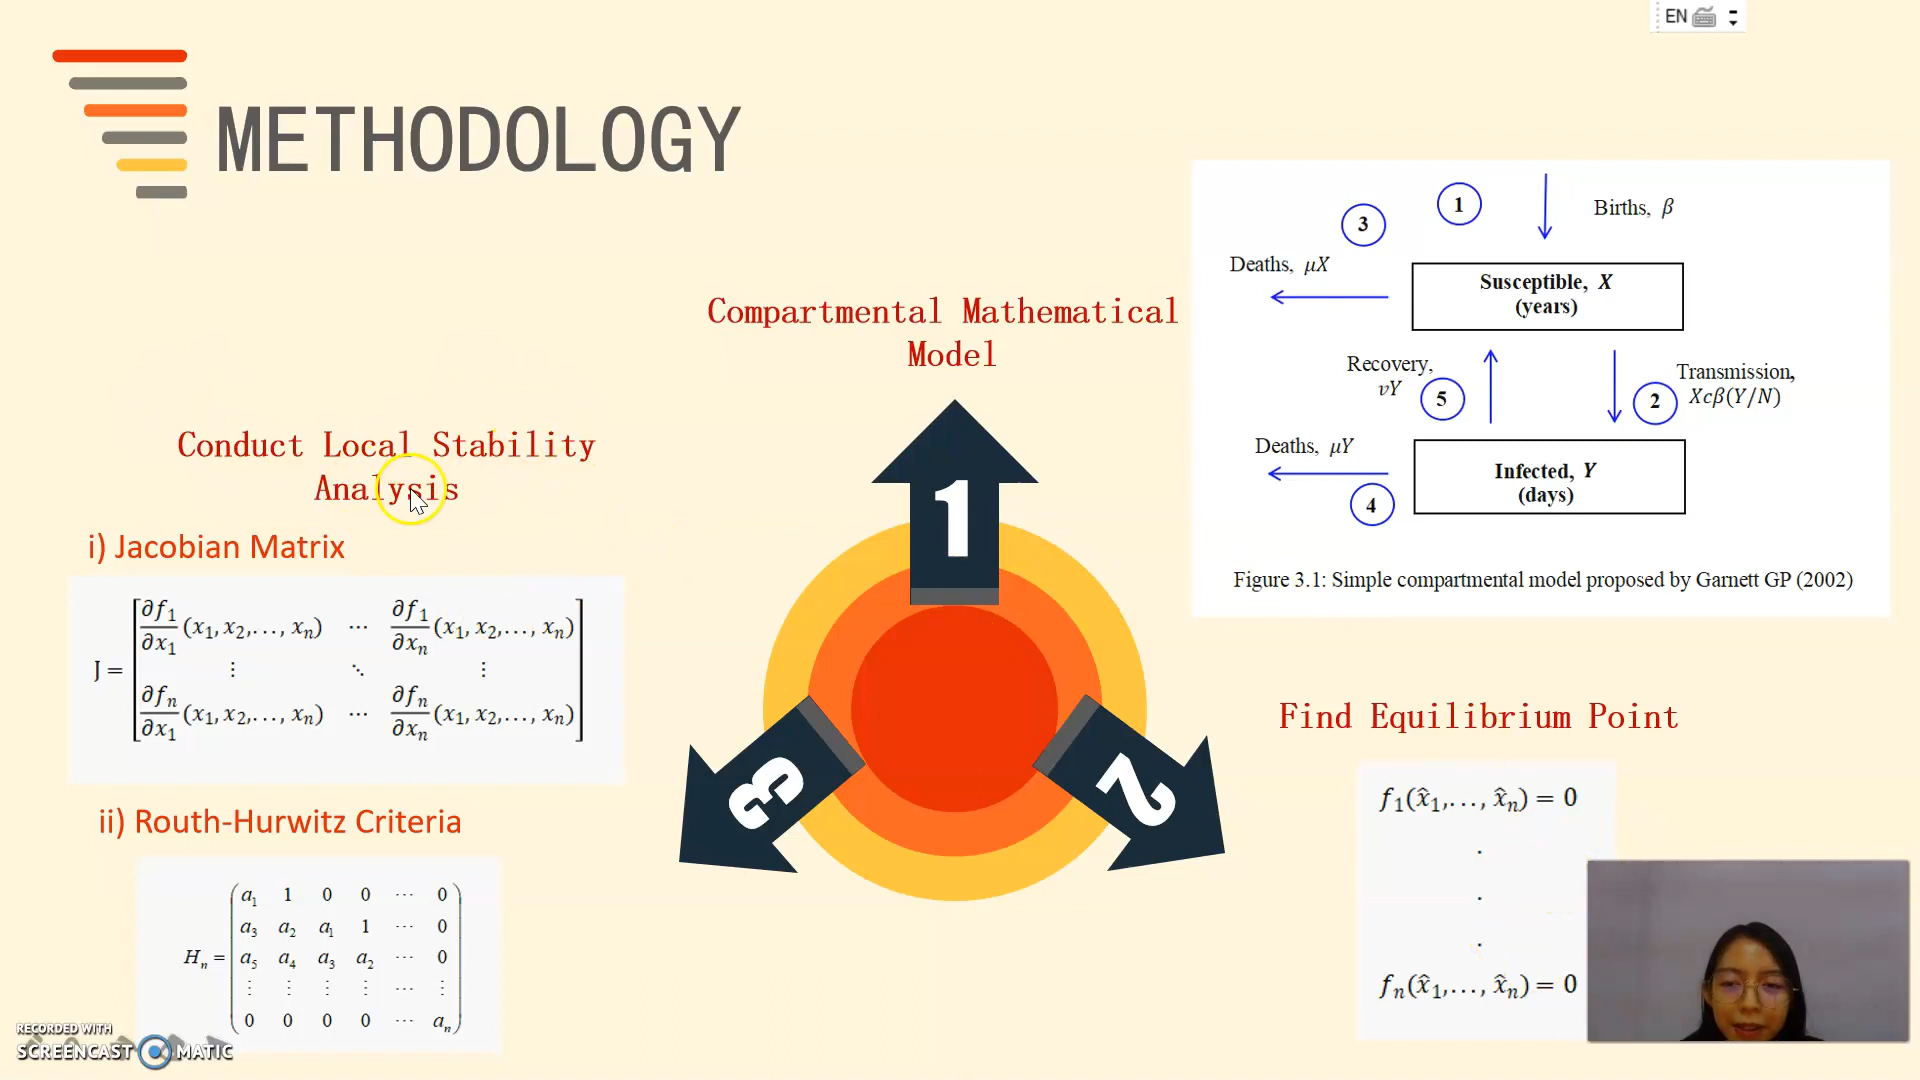 EN
METHODOLOGY
Compartmental Mathematical
Model
1
3
1
Births, β
Deaths, μX
Susceptible, X
(years)
Recovery,
vY
5
2
Transmission,
Xcβ(Y/N)
Deaths, μY
4
Infected, Y
(days)
Figure 3.1: Simple compartmental model proposed by Garnett GP (2002)
2
Find Equilibrium Point
f₁(x̂₁,..., x̂ₙ) = 0
.
.
.
fₙ(x̂₁,..., x̂ₙ) = 0
3
Conduct Local Stability
Analysis
i) Jacobian Matrix
J = [∂f₁/∂x₁ (x₁, x₂,..., xₙ) ⋯ ∂f₁/∂xₙ (x₁, x₂,..., xₙ)
⋮ ⋱ ⋮
∂fₙ/∂x₁ (x₁, x₂,..., xₙ) ⋯ ∂fₙ/∂xₙ (x₁, x₂,..., xₙ)]
ii) Routh-Hurwitz Criteria
Hₙ = (a₁ 1 0 0 ⋯ 0
a₃ a₂ a₁ 1 ⋯ 0
a₅ a₄ a₃ a₂ ⋯ 0
⋮ ⋮ ⋮ ⋮ ⋯ ⋮
0 0 0 0 ⋯ aₙ)
RECORDED WITH
SCREENCAST MATIC